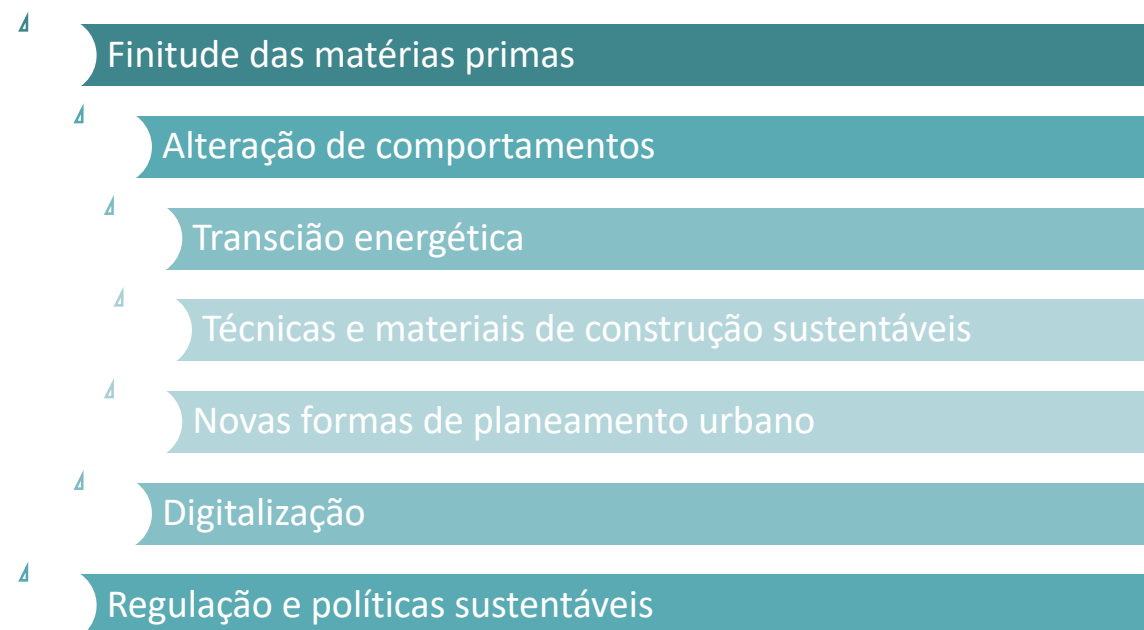 Finitude das matérias primas
Alteração de comportamentos
Transcião energética
Técnicas e materiais de construção sustentáveis
Novas formas de planeamento urbano
Digitalização
Regulação e políticas sustentáveis